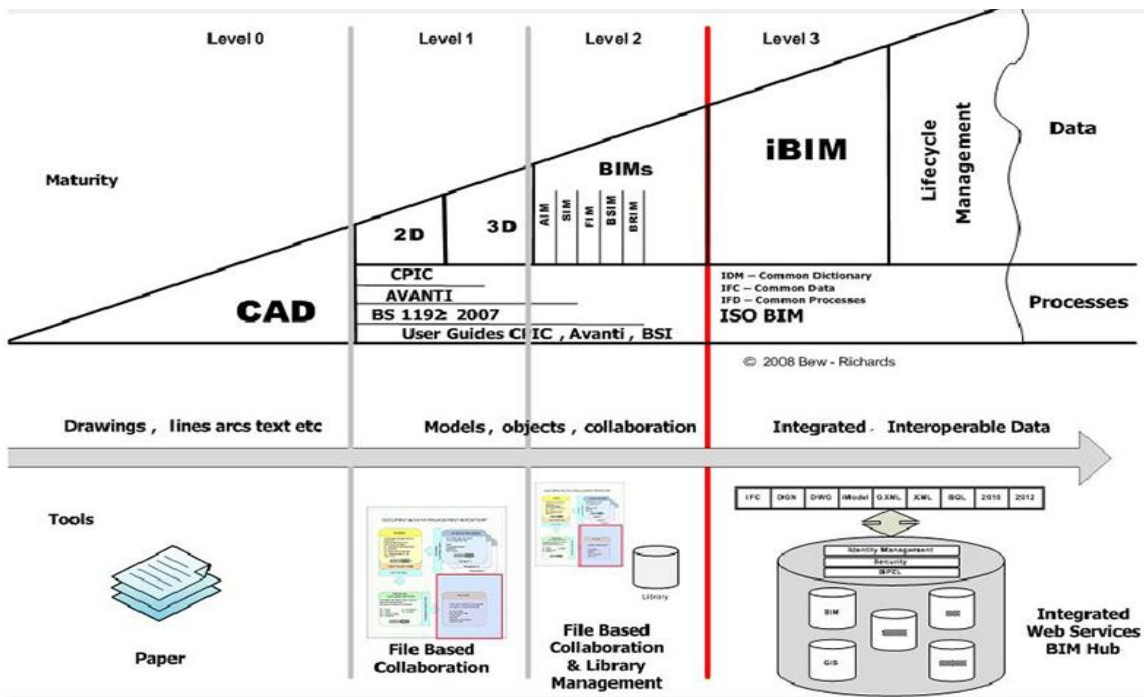 Level 0
Level 1
Level 2
Level 3
Maturity
CAD
2D
3D
BIMs
AIM
SIM
FIM
BSIM
BRIM
iBIM
Lifecycle
Management
Data
CPIC
AVANTI
BS 1192: 2007
User Guides CPIC , Avanti , BSI
IDM – Common Dictionary
IFC – Common Data
IFD – Common Processes
ISO BIM
Processes
© 2008 Bew - Richards
Drawings , lines arcs text etc
Models, objects, collaboration
Integrated, Interoperable Data
Tools
Paper
File Based
Collaboration
Library
File Based
Collaboration
& Library
Management
IFC DGN DWG iModel GXML XML SQL 2010 2012
Identity Management
Security
BPEL
BIM
GIS
Integrated
Web Services
BIM Hub